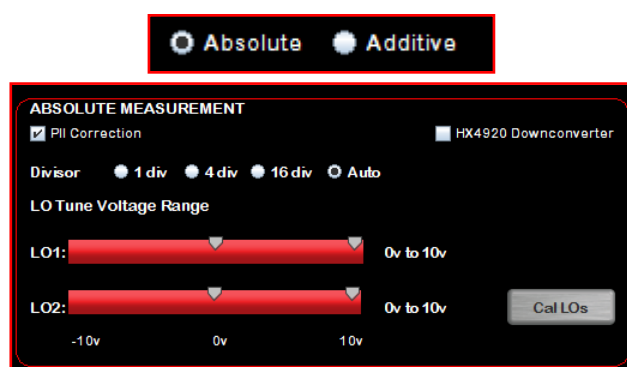 Absolute Additive
ABSOLUTE MEASUREMENT
PII Correction HX4920 Downconverter
Divisor 1 div 4 div 16 div Auto
LO Tune Voltage Range
LO1: 0v to 10v
LO2: 0v to 10v Cal LOs
-10v 0v 10v